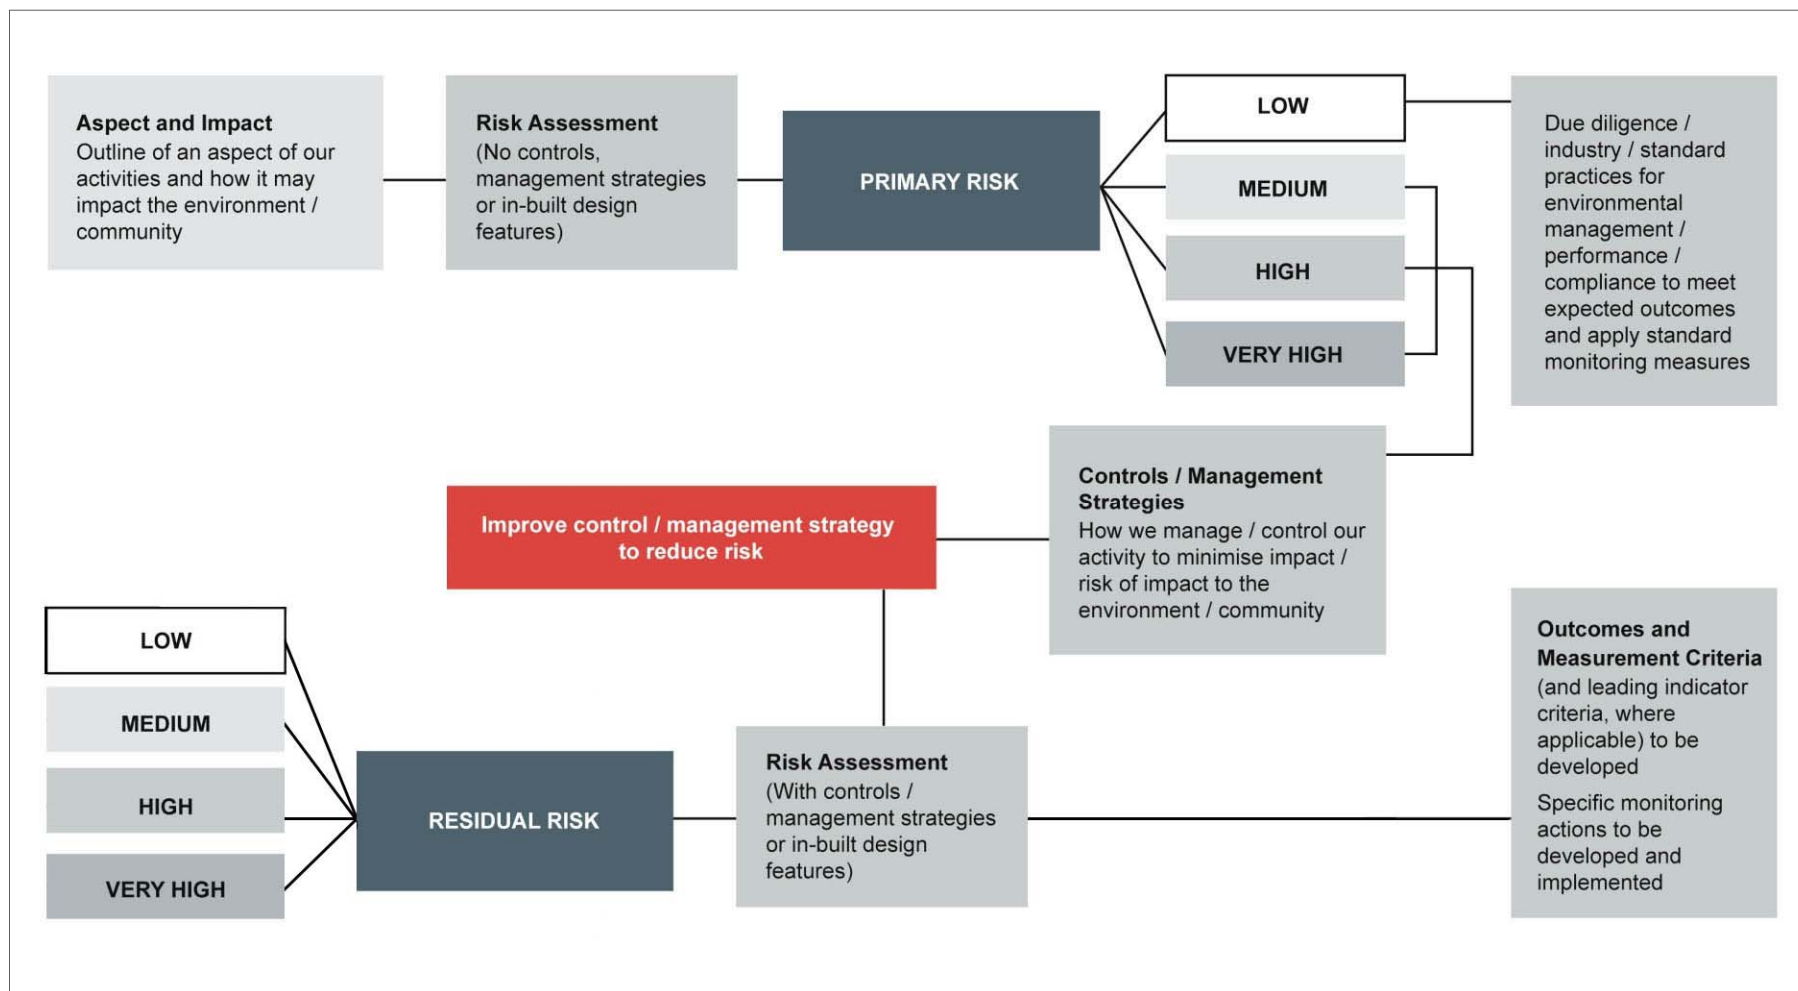 Aspect and Impact
Outline of an aspect of our
activities and how it may
impact the environment /
community
Risk Assessment
(No controls,
management strategies
or in-built design
features)
PRIMARY RISK
LOW
MEDIUM
HIGH
VERY HIGH
Due diligence /
industry / standard
practices for
environmental
management /
performance /
compliance to meet
expected outcomes
and apply standard
monitoring measures
Controls / Management
Strategies
How we manage / control our
activity to minimise impact /
risk of impact to the
environment / community
Improve control / management strategy
to reduce risk
LOW
MEDIUM
HIGH
VERY HIGH
RESIDUAL RISK
Risk Assessment
(With controls /
management strategies
or in-built design
features)
Outcomes and
Measurement Criteria
(and leading indicator
criteria, where
applicable) to be
developed
Specific monitoring
actions to be
developed and
implemented